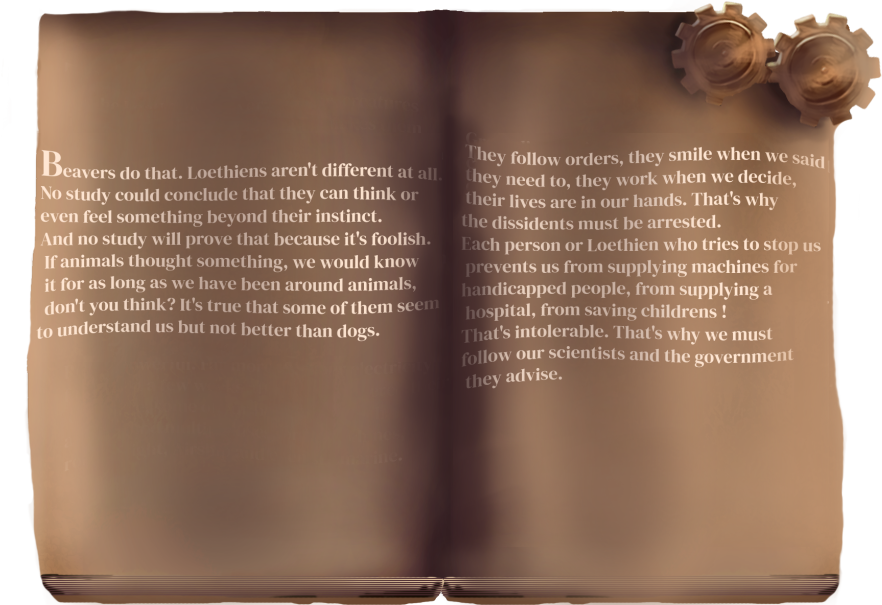 Beavers do that. Loethiens aren't different at all.
No study could conclude that they can think or
even feel something beyond their instinct.
And no study will prove that because it's foolish.
If animals thought something, we would know
it for as long as we have been around animals,
don't you think? It's true that some of them seem
to understand us but not better than dogs.
They follow orders, they smile when we said
they need to, they work when we decide,
their lives are in our hands. That's why
the dissidents must be arrested.
Each person or Loethien who tries to stop us
prevents us from supplying machines for
handicapped people, from supplying a
hospital, from saving childrens !
That's intolerable. That's why we must
follow our scientists and the government
they advise.